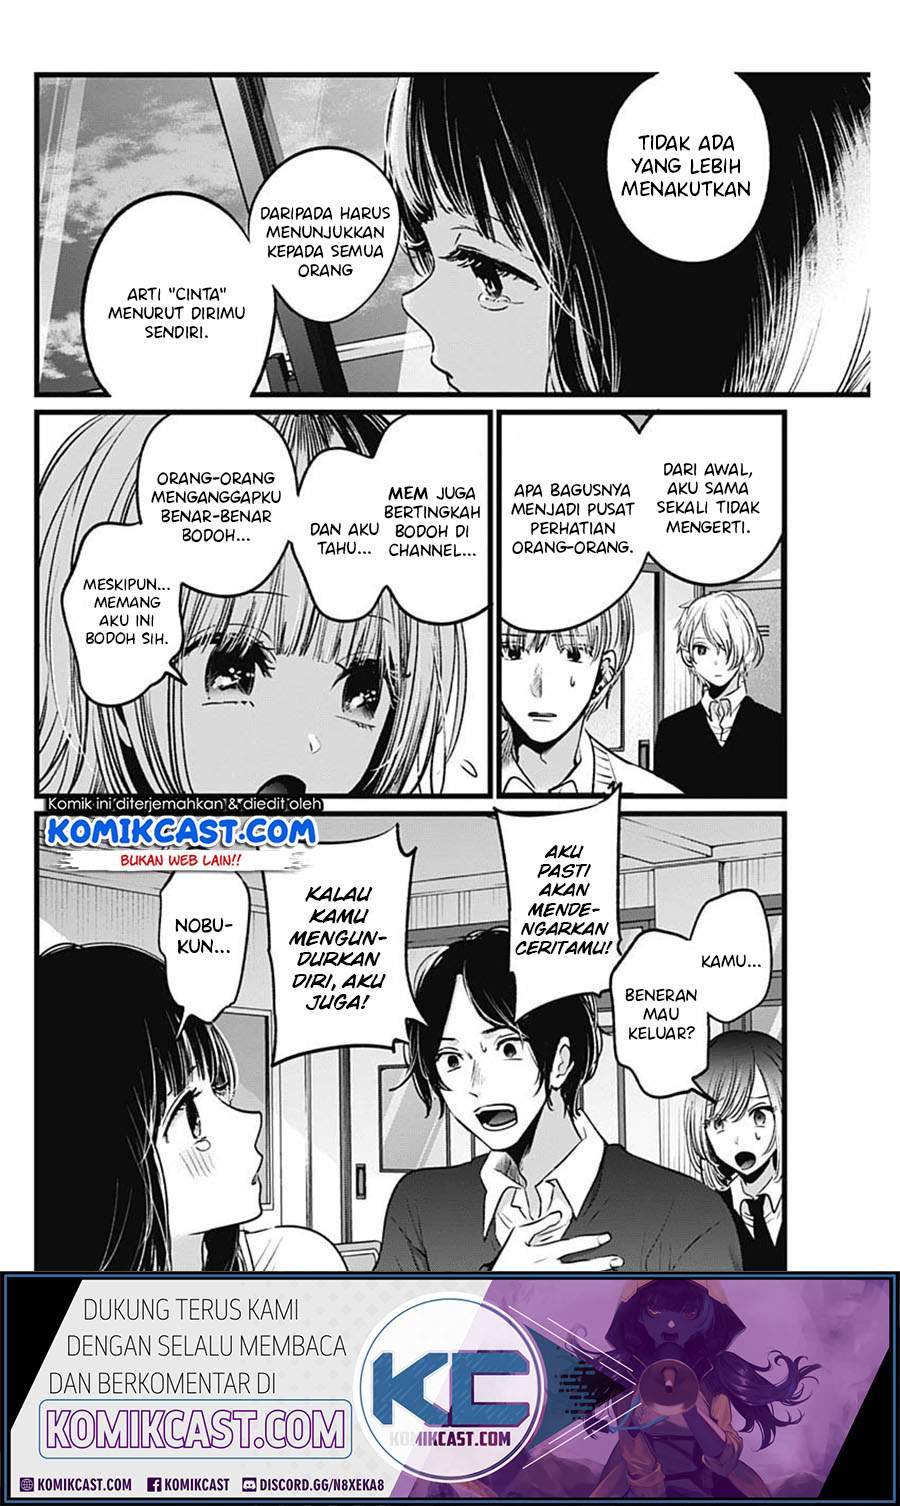 TIDAK ADA
YANG LEBIH
MENAKUTKAN
DARIPADA HARUS
MENUNJUKKAN
KEPADA SEMUA
ORANG
ARTI "CINTA"
MENURUT DIRIMU
SENDIRI.
DARI AWAL,
AKU SAMA
SEKALI TIDAK
MENGERTI.
APA BAGUSNYA
MENJADI PUSAT
PERHATIAN
ORANG-ORANG.
MEM JUGA
BERTINGKAH
BODOH DI
CHANNEL...
DAN AKU
TAHU...
ORANG-ORANG
MENGANGGAPKU
BENAR-BENAR
BODOH...
MESKIPUN...
MEMANG
AKU INI
BODOH SIH.
Komik ini diterjemahkan & diedit oleh
KOMIKCAST.COM
BUKAN WEB LAIN!!
KAMU...
BENERAN
MAU
KELUAR?
AKU
PASTI
AKAN
MENDE-
NGARKAN
CERITAMU!
KALAU
KAMU
MENGUN-
DURKAN
DIRI, AKU
JUGA!
NOBU-
KUN...
DUKUNG TERUS KAMI
DENGAN SELALU MEMBACA
DAN BERKOMENTAR DI
KOMIKCAST.COM
KC
KOMIKCAST.COM
KOMIKCAST.COM KOMIKCAST DISCORD.GG/N8XEKA8